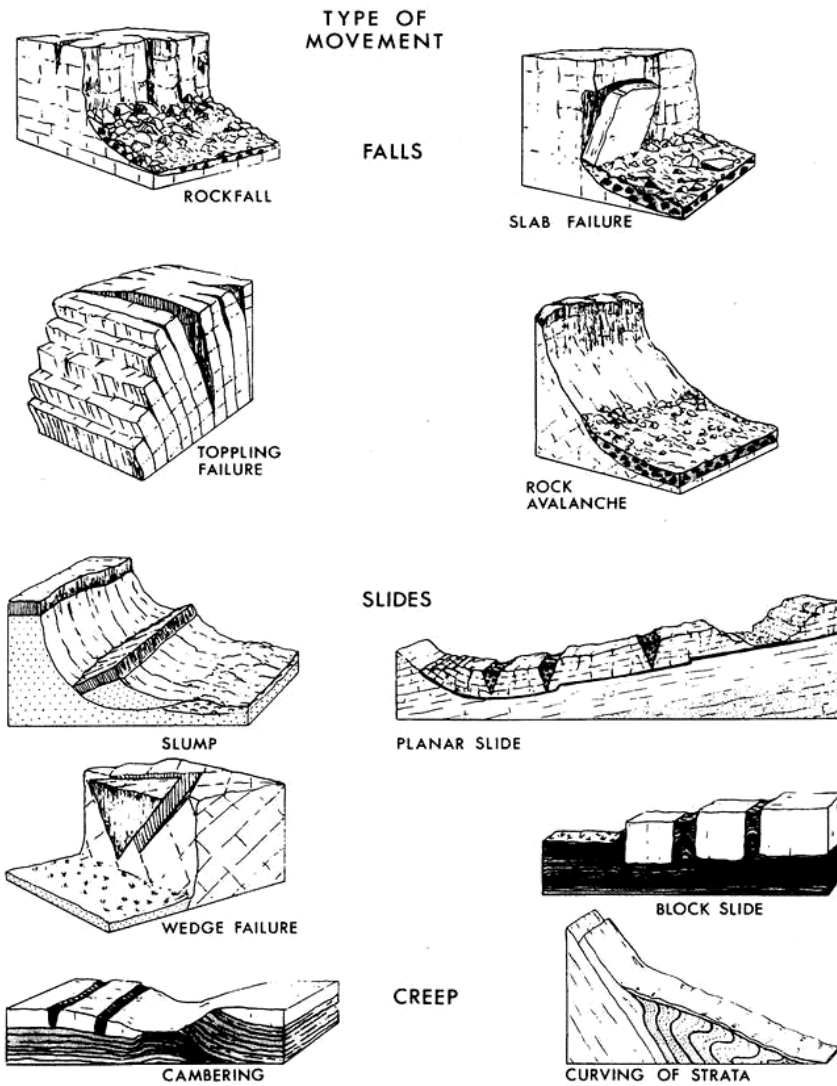 TYPE OF
MOVEMENT
FALLS
ROCKFALL
SLAB FAILURE
TOPPLING
FAILURE
ROCK
AVALANCHE
SLIDES
SLUMP
PLANAR SLIDE
WEDGE FAILURE
BLOCK SLIDE
CREEP
CAMBERING
CURVING OF STRATA